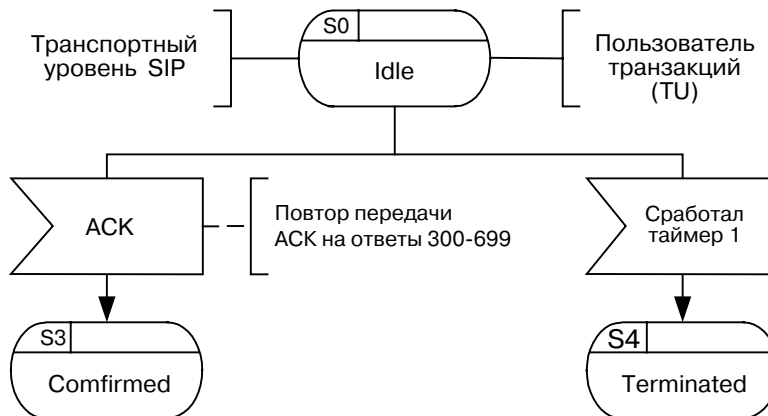 S0
Транспортный
уровень SIP
Idle
Пользователь
транзакций
(TU)
ACK
Повтор передачи
ACK на ответы 300-699
Сработал
таймер 1
S3
Comfirmed
S4
Terminated